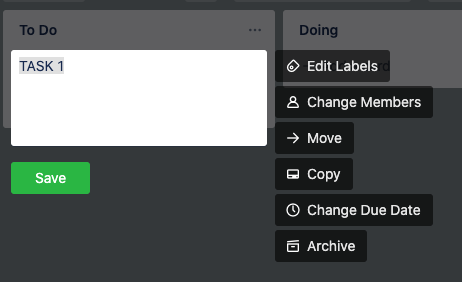 To Do
Doing
TASK 1
Edit Labels
Change Members
Move
Save
Copy
Change Due Date
Archive